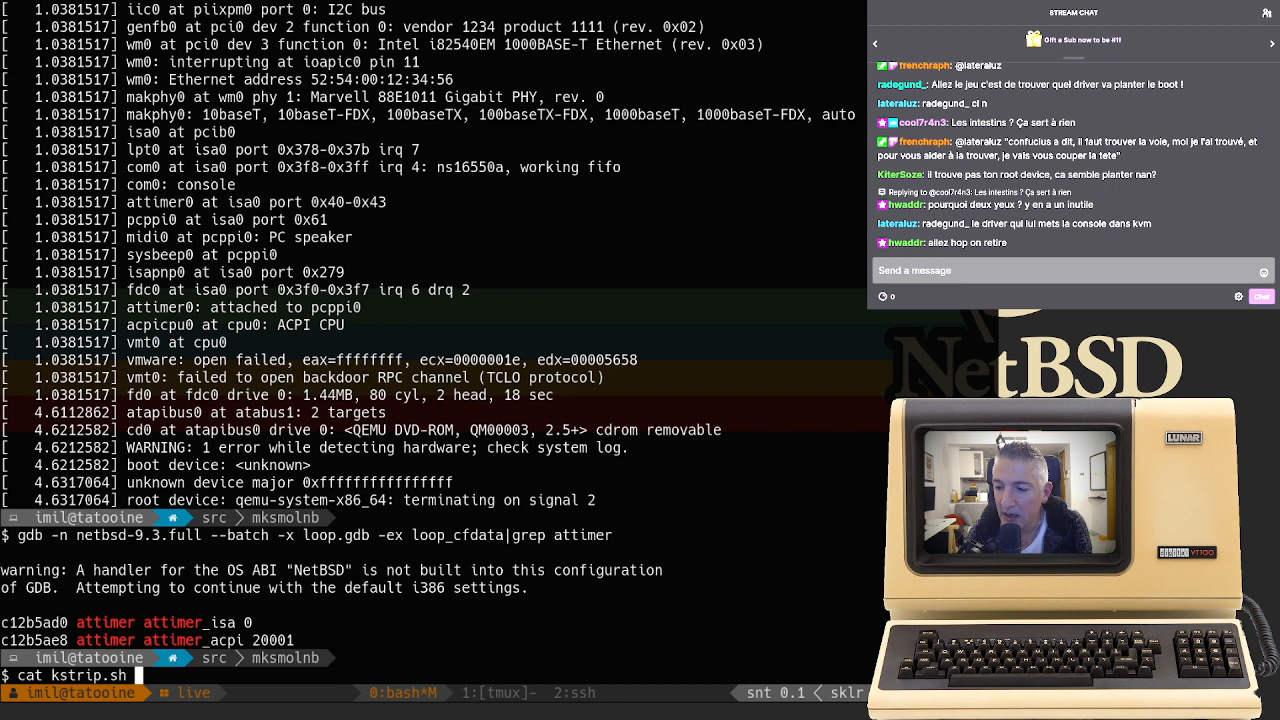 [    1.0381517] iic0 at piixpm0 port 0: I2C bus
[    1.0381517] genfb0 at pci0 dev 2 function 0: vendor 1234 product 1111 (rev. 0x02)
[    1.0381517] wm0 at pci0 dev 3 function 0: Intel i82540EM 1000BASE-T Ethernet (rev. 0x03)
[    1.0381517] wm0: interrupting at ioapic0 pin 11
[    1.0381517] wm0: Ethernet address 52:54:00:12:34:56
[    1.0381517] makphy0 at wm0 phy 1: Marvell 88E1011 Gigabit PHY, rev. 0
[    1.0381517] makphy0: 10baseT, 10baseT-FDX, 100baseTX, 100baseTX-FDX, 1000baseT, 1000baseT-FDX, auto
[    1.0381517] isa0 at pcib0
[    1.0381517] lpt0 at isa0 port 0x378-0x37b irq 7
[    1.0381517] com0 at isa0 port 0x3f8-0x3ff irq 4: ns16550a, working fifo
[    1.0381517] com0: console
[    1.0381517] attimer0 at isa0 port 0x40-0x43
[    1.0381517] pcppi0 at isa0 port 0x61
[    1.0381517] midi0 at pcppi0: PC speaker
[    1.0381517] sysbeep0 at pcppi0
[    1.0381517] isapnp0 at isa0 port 0x279
[    1.0381517] fdc0 at isa0 port 0x3f0-0x3f7 irq 6 drq 2
[    1.0381517] attimer0: attached to pcppi0
[    1.0381517] acpicpu0 at cpu0: ACPI CPU
[    1.0381517] vmt0 at cpu0
[    1.0381517] vmware: open failed, eax=ffffffff, ecx=0000001e, edx=00005658
[    1.0381517] vmt0: failed to open backdoor RPC channel (TCLO protocol)
[    1.0381517] fd0 at fdc0 drive 0: 1.44MB, 80 cyl, 2 head, 18 sec
[    4.6112862] atapibus0 at atabus1: 2 targets
[    4.6212582] cd0 at atapibus0 drive 0: <QEMU DVD-ROM, QM00003, 2.5+> cdrom removable
[    4.6212582] WARNING: 1 error while detecting hardware; check system log.
[    4.6212582] boot device: <unknown>
[    4.6317064] unknown device major 0xffffffffffffffff
[    4.6317064] root device: qemu-system-x86_64: terminating on signal 2
imil@tatooine src mksmolnb
$ gdb -n netbsd-9.3.full --batch -x loop.gdb -ex loop_cfdata|grep attimer
warning: A handler for the OS ABI "NetBSD" is not built into this configuration
of GDB.  Attempting to continue with the default i386 settings.
c12b5ad0 attimer attimer_isa 0
c12b5ae8 attimer attimer_acpi 20001
imil@tatooine src mksmolnb
$ cat kstrip.sh
imil@tatooine live 0:bash*M 1:[tmux]- 2:ssh snt 0.1 < sklr
STREAM CHAT
Gift a Sub now to be #1!
frenchraph: @lateraluz
radegund_: Allez le jeu c'est de trouver quel driver va planter le boot !
lateraluz: radegund_ cl n
cool7r4n3: Les intestins ? Ça sert à rien
frenchraph: @lateraluz "confucius a dit, il faut trouver la voie, moi je l'ai trouvé, et
pour vous aider à la trouver, je vais vous couper la tete"
KiterSoze: il trouve pas ton root device, ca semble planter nan?
Replying to @cool7r4n3: Les intestins ? Ça sert à rien
hwaddr: pourquoi deux yeux ? y en a un inutile
lateraluz: radegund_ le driver qui lui mets la console dans kvm
hwaddr: allez hop on retire
Send a message
0
Chat
NetBSD
LUNAR
digital VT100